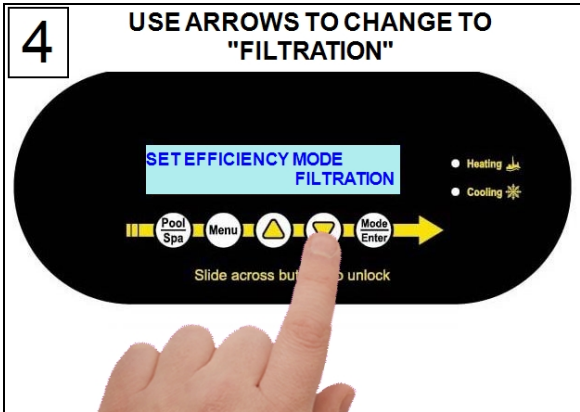 4
USE ARROWS TO CHANGE TO
"FILTRATION"
SET EFFICIENCY MODE
FILTRATION
Heating
Cooling
Pool
Spa
Menu
Mode
Enter
Slide across but o unlock